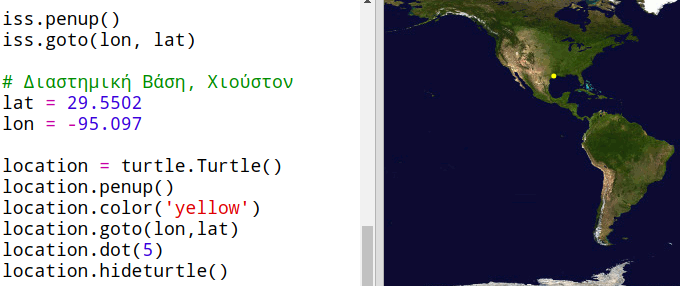 iss.penup()
iss.goto(lon, lat)
# Διαστημική Βάση, Χιούστον
lat = 29.5502
lon = -95.097
location = turtle.Turtle()
location.penup()
location.color('yellow')
location.goto(lon,lat)
location.dot(5)
location.hideturtle()